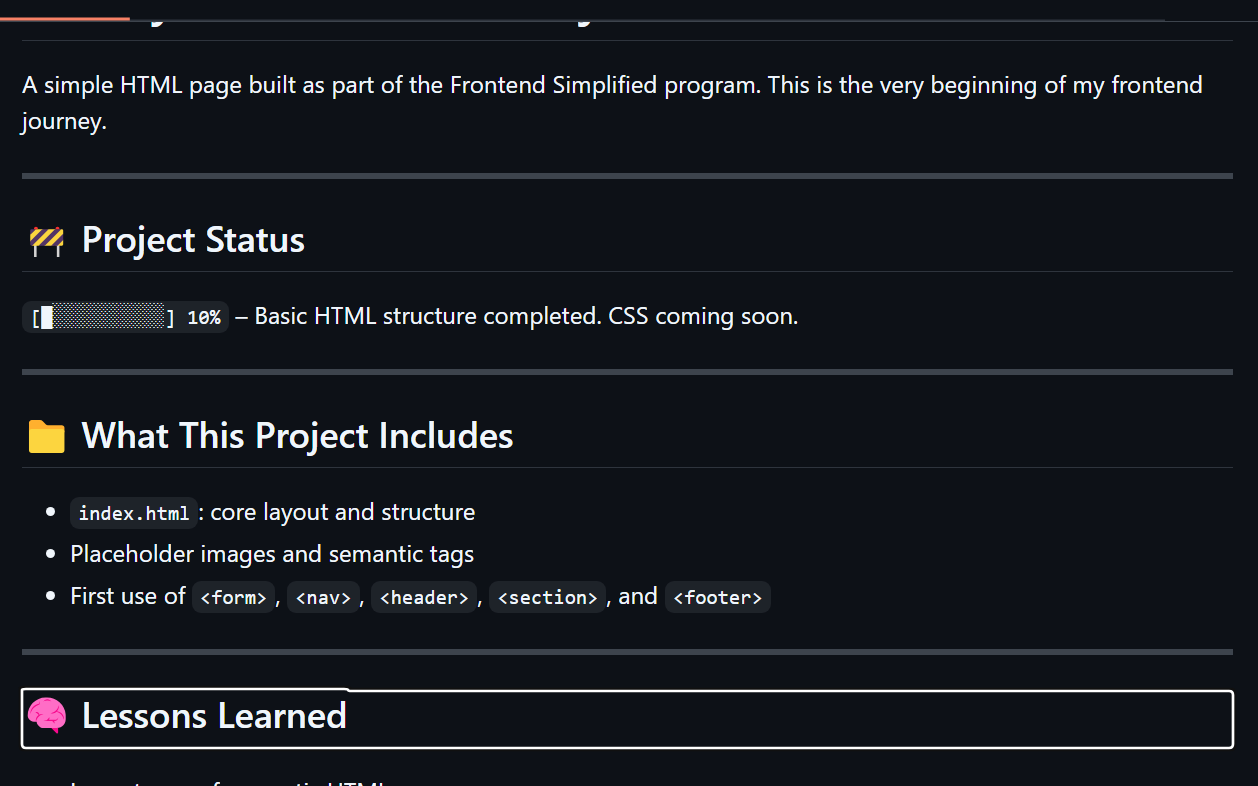 A simple HTML page built as part of the Frontend Simplified program. This is the very beginning of my frontend
journey.
🚧 Project Status
[█░░░░░░░░░] 10% – Basic HTML structure completed. CSS coming soon.
📁 What This Project Includes
• index.html: core layout and structure
• Placeholder images and semantic tags
• First use of <form>, <nav>, <header>, <section>, and <footer>
🧠 Lessons Learned